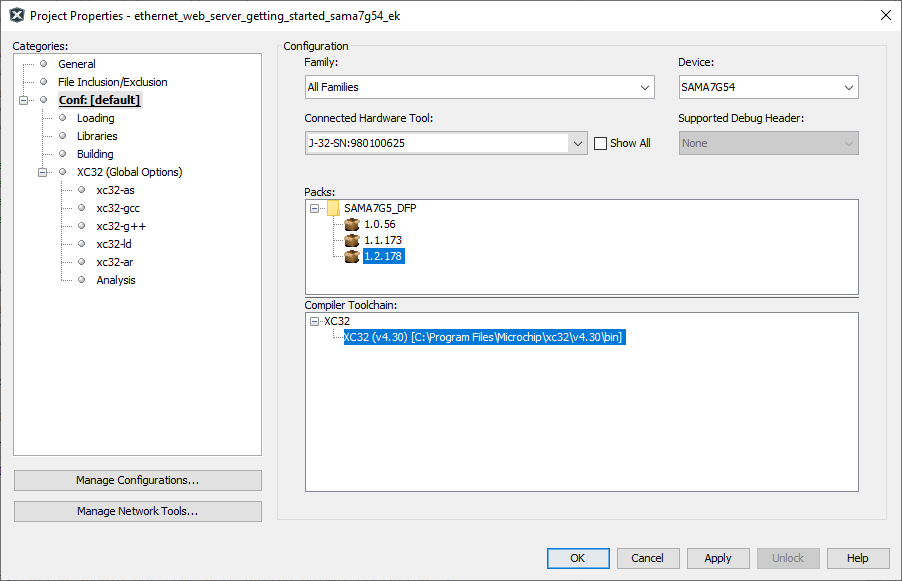 Project Properties - ethernet_web_server_getting_started_sama7g54_ek
Categories:
General
File Inclusion/Exclusion
Conf: [default]
Loading
Libraries
Building
XC32 (Global Options)
xc32-as
xc32-gcc
xc32-g++
xc32-ld
xc32-ar
Analysis
Manage Configurations...
Manage Network Tools...
Configuration
Family:
Device:
All Families
SAMA7G54
Connected Hardware Tool:
Supported Debug Header:
J-32-SN:980100625
Show All
None
Packs:
SAMA7G5_DFP
1.0.56
1.1.173
1.2.178
Compiler Toolchain:
XC32
XC32 (v4.30) [C:\Program Files\Microchip\xc32\v4.30\bin]
OK
Cancel
Apply
Unlock
Help